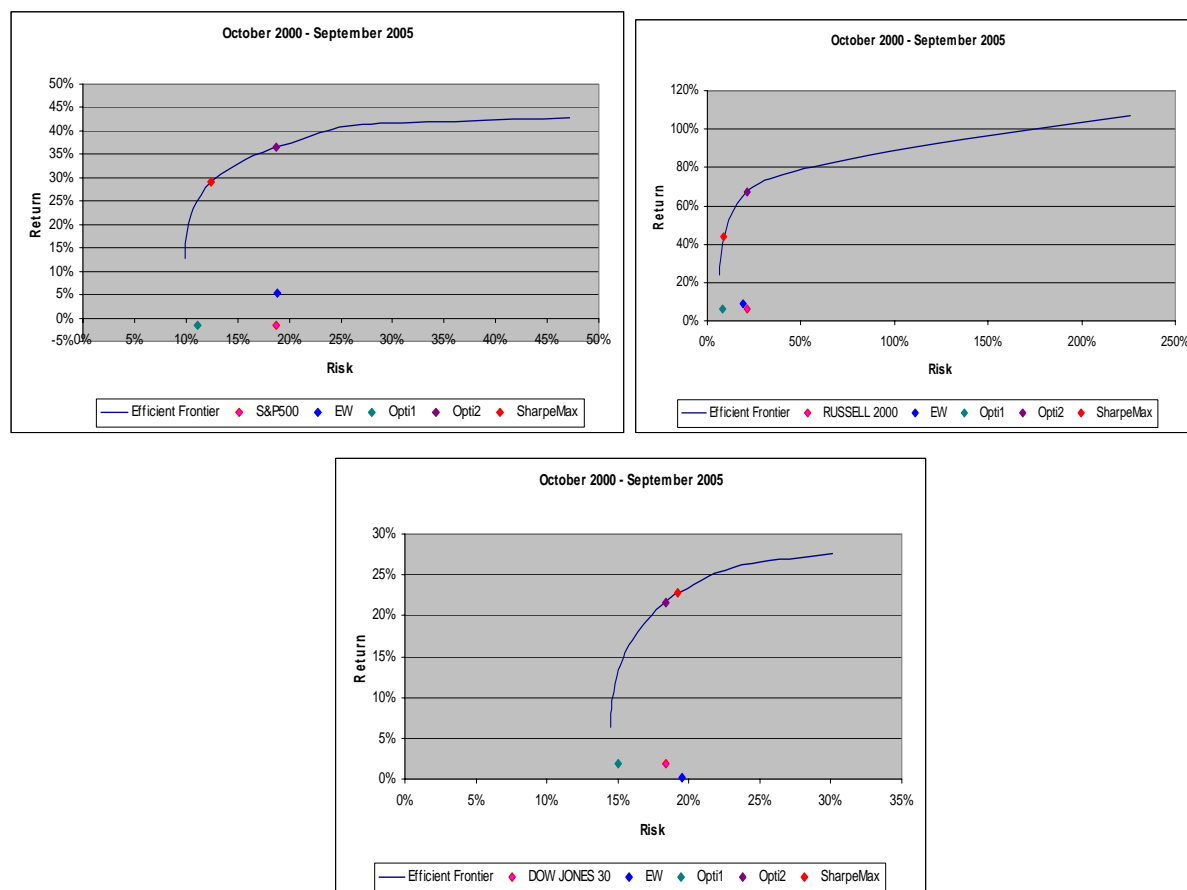 October 2000 - September 2005
50%
45%
40%
35%
30%
25%
20%
15%
10%
5%
0%
-5%
Return
0% 5% 10% 15% 20% 25% 30% 35% 40% 45% 50%
Risk
Efficient Frontier S&P500 EW Opti1 Opti2 SharpeMax
October 2000 - September 2005
120%
100%
80%
60%
40%
20%
0%
Return
0% 50% 100% 150% 200% 250%
Risk
Efficient Frontier RUSSELL 2000 EW Opti1 Opti2 SharpeMax
October 2000 - September 2005
30%
25%
20%
15%
10%
5%
0%
Return
0% 5% 10% 15% 20% 25% 30% 35%
Risk
Efficient Frontier DOW JONES 30 EW Opti1 Opti2 SharpeMax